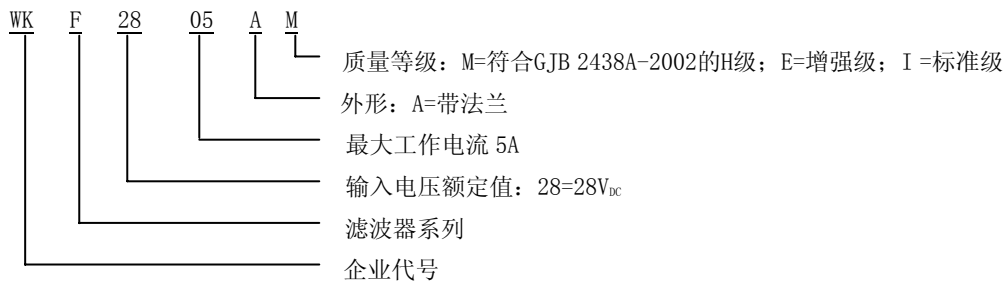 WK F 28 05 A M
质量等级：M=符合GJB 2438A-2002的H级；E=增强级；I =标准级
外形：A=带法兰
最大工作电流 5A
输入电压额定值：28=28VDC
滤波器系列
企业代号